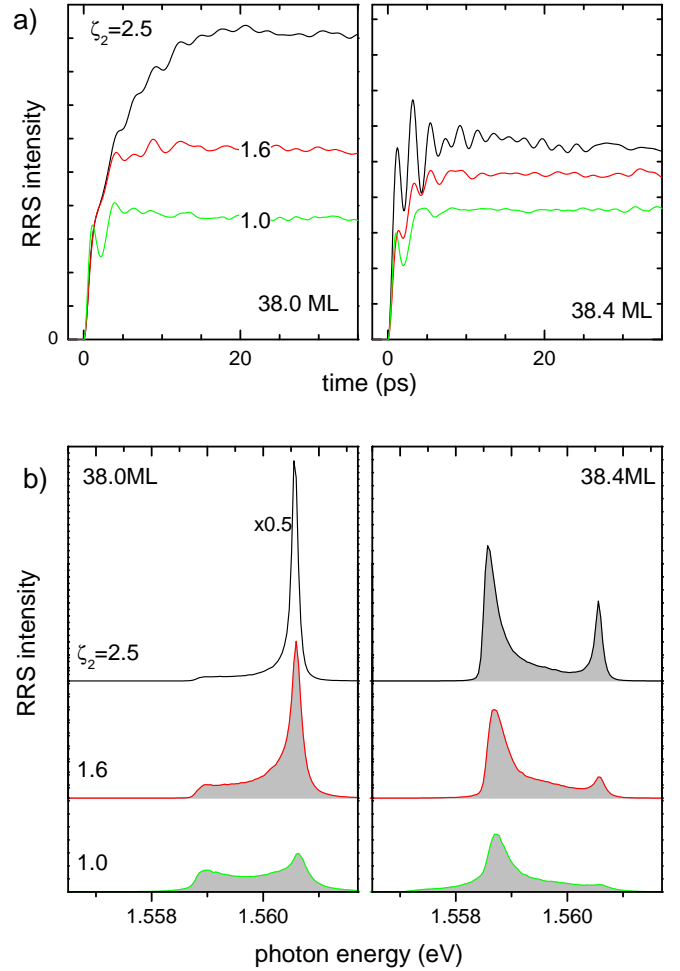 a)
ζ₂=2.5
1.6
1.0
38.0 ML
38.4 ML
RRS intensity
0
0 20 0 20
time (ps)
b)
38.0ML
38.4ML
x0.5
ζ₂=2.5
1.6
1.0
RRS intensity
1.558 1.560 1.558 1.560
photon energy (eV)